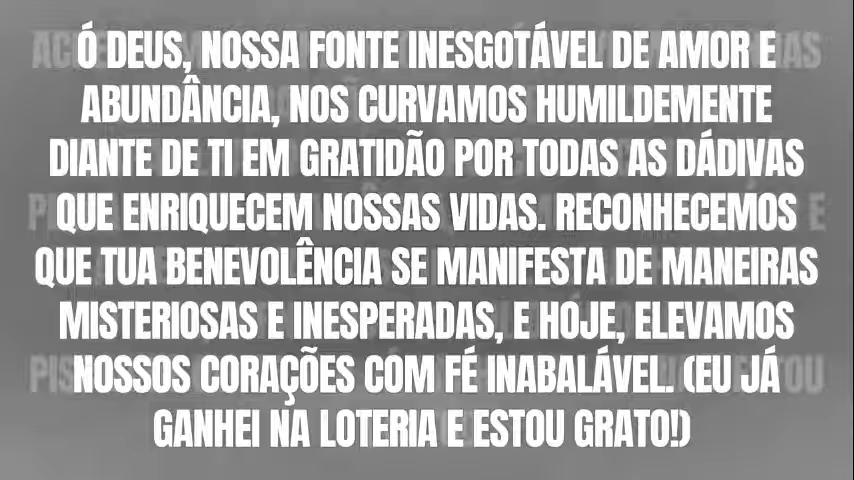 Ó DEUS, NOSSA FONTE INESGOTÁVEL DE AMOR E
ABUNDÂNCIA, NOS CURVAMOS HUMILDEMENTE
DIANTE DE TI EM GRATIDÃO POR TODAS AS DÁDIVAS
QUE ENRIQUECEM NOSSAS VIDAS. RECONHECEMOS
QUE TUA BENEVOLÊNCIA SE MANIFESTA DE MANEIRAS
MISTERIOSAS E INESPERADAS, E HOJE, ELEVAMOS
NOSSOS CORAÇÕES COM FÉ INABALÁVEL. (EU JÁ
GANHEI NA LOTERIA E ESTOU GRATO!)